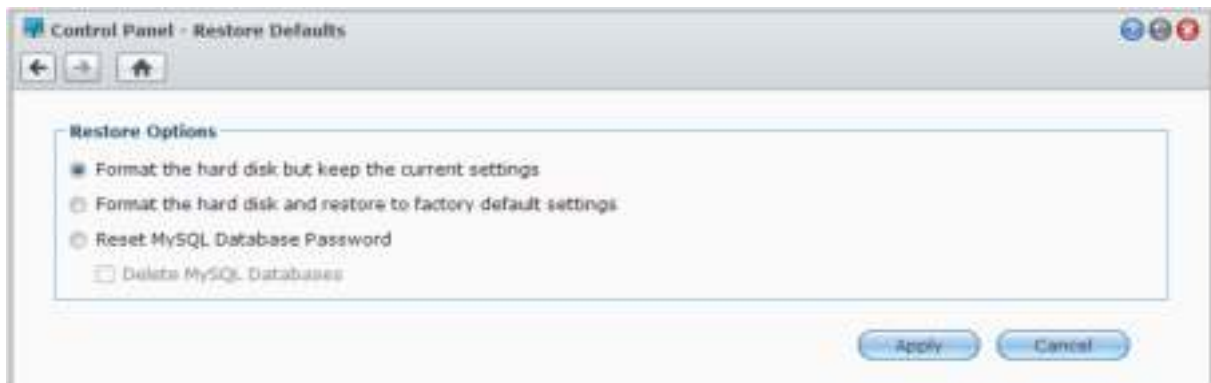 Control Panel - Restore Defaults
Restore Options
Format the hard disk but keep the current settings
Format the hard disk and restore to factory default settings
Reset MySQL Database Password
Delete MySQL Databases
Apply Cancel